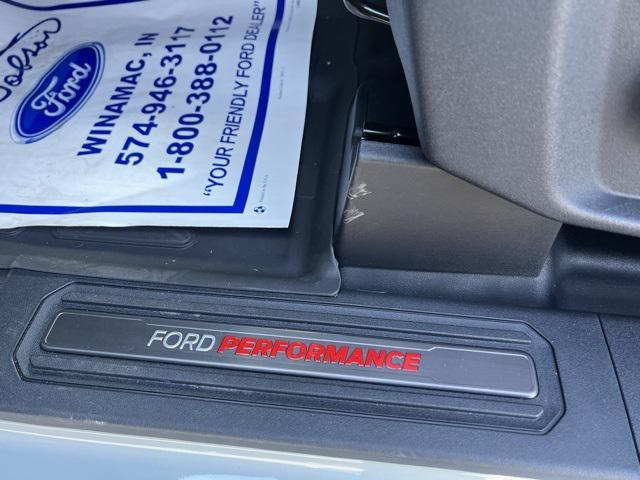 Ford
WINAMAC, IN
574-946-3117
1-800-388-0112
“YOUR FRIENDLY FORD DEALER”
FORD PERFORMANCE